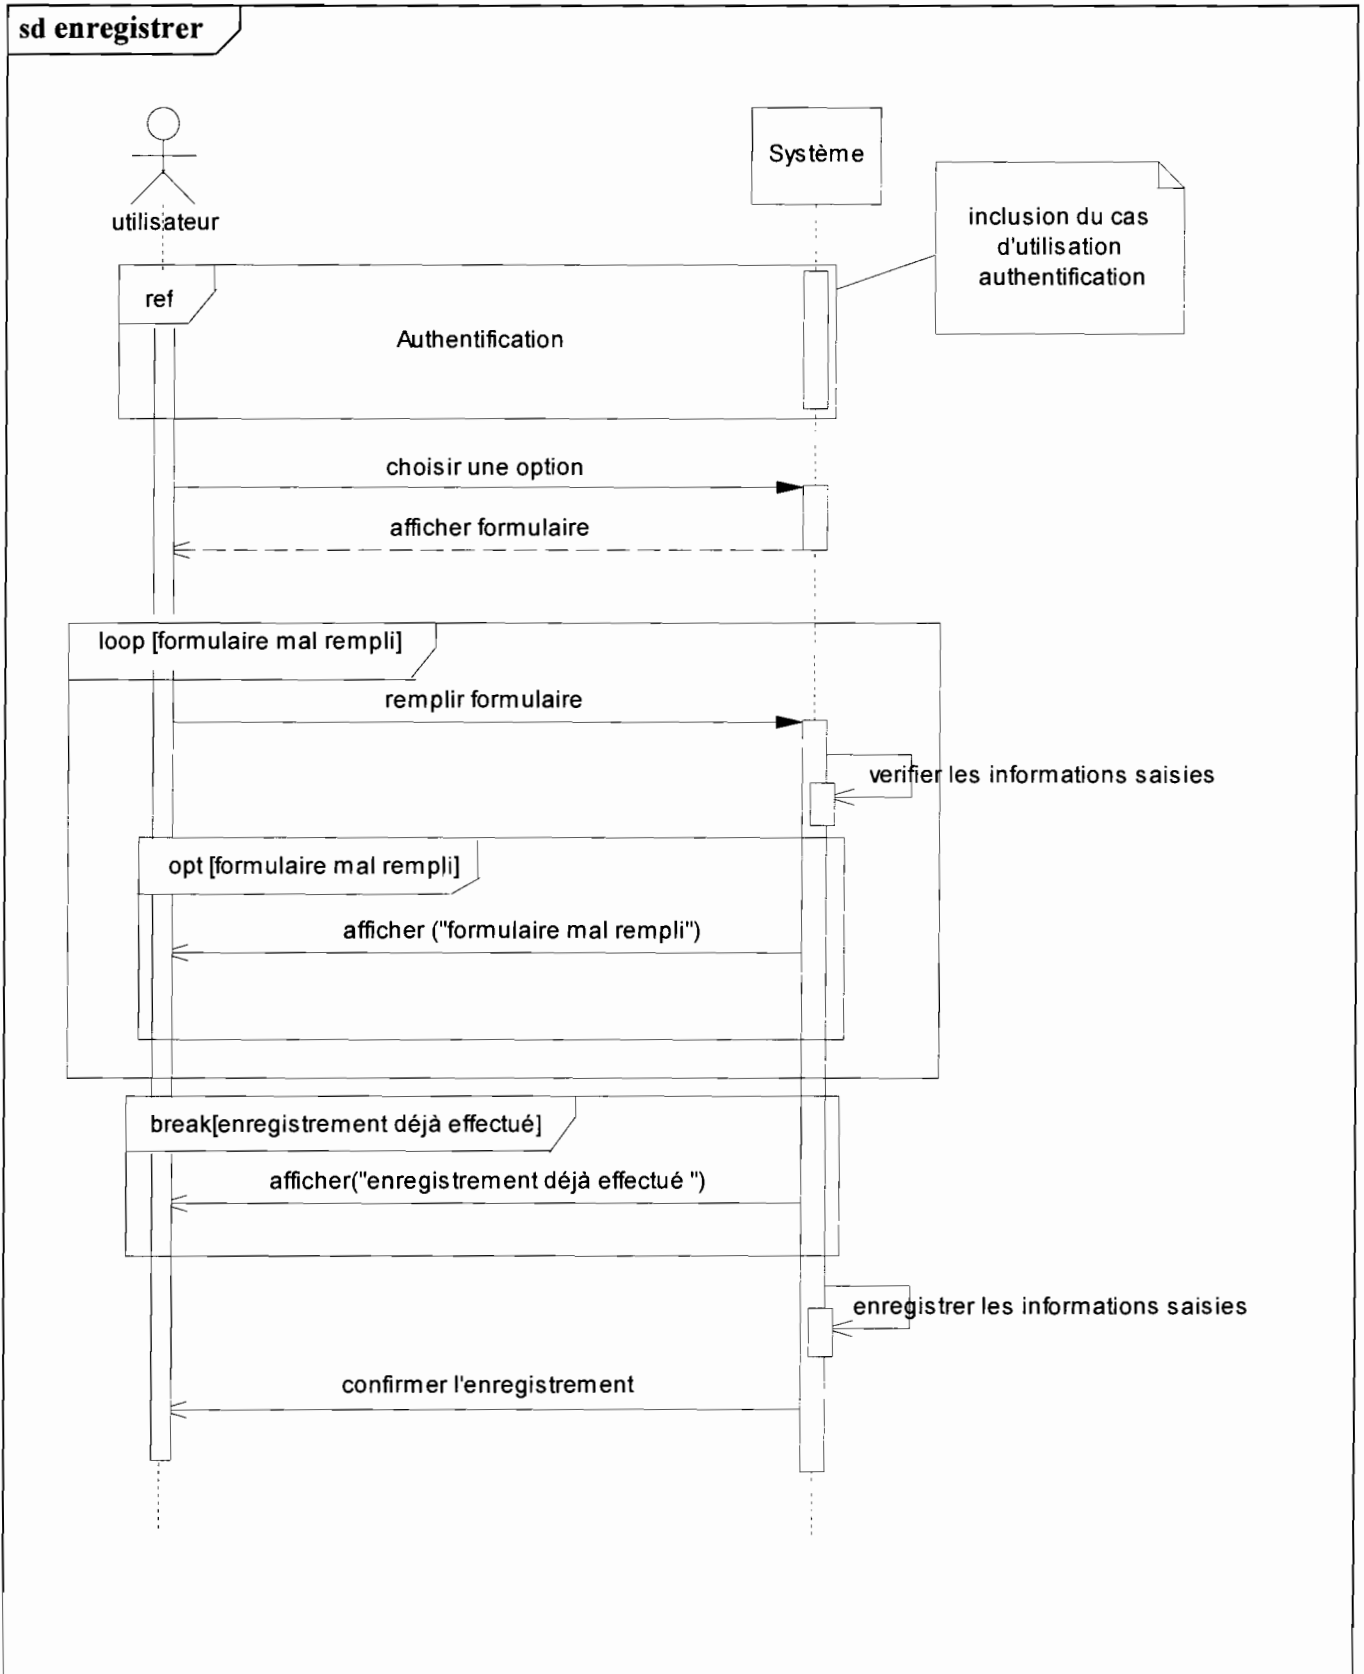 sd enregistrer
utilisateur
Système
inclusion du cas
d'utilisation
authentification
ref
Authentification
choisir une option
afficher formulaire
loop [formulaire mal rempli]
remplir formulaire
verifier les informations saisies
opt [formulaire mal rempli]
afficher ("formulaire mal rempli")
break[enregistrement déjà effectué]
afficher("enregistrement déjà effectué ")
enregistrer les informations saisies
confirmer l'enregistrement